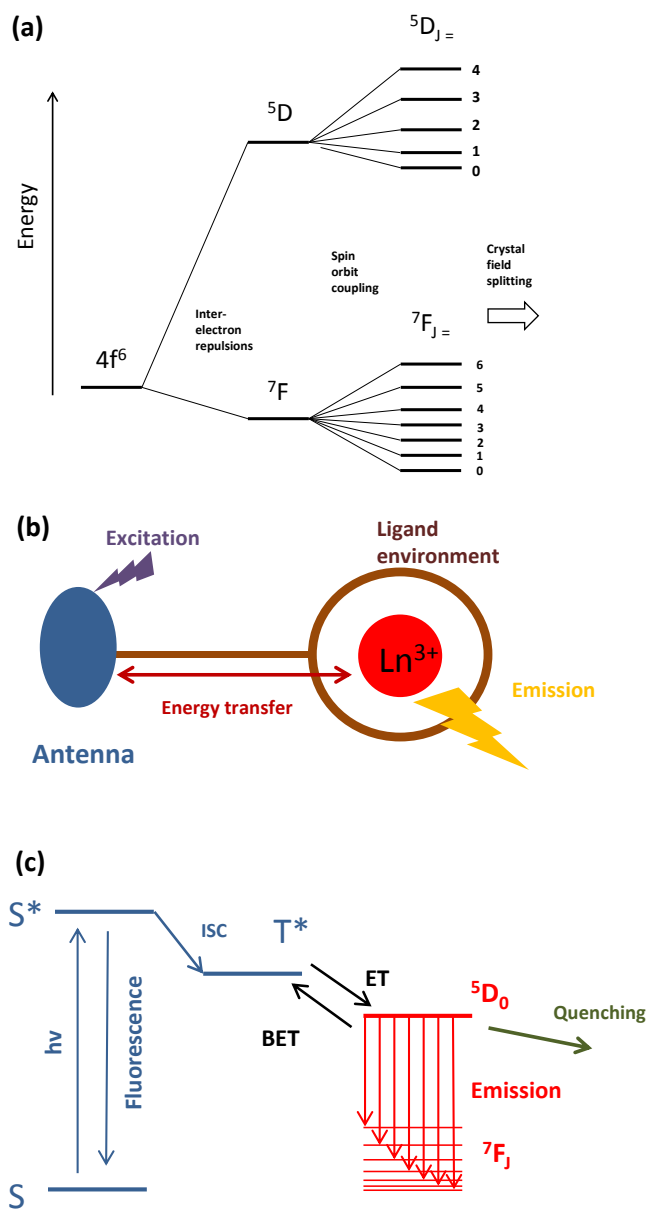 (a)
⁵D_J =
4
3
2
1
0
⁵D
Energy
Spin
orbit
coupling
Crystal
field
splitting
Inter-
electron
repulsions
⁷F_J =
4f⁶
⁷F
6
5
4
3
2
1
0
(b)
Excitation
Ligand
environment
Ln³⁺
Energy transfer
Emission
Antenna
(c)
S*
ISC
T*
ET
BET
⁵D₀
Quenching
hv
Fluorescence
Emission
⁷F_J
S